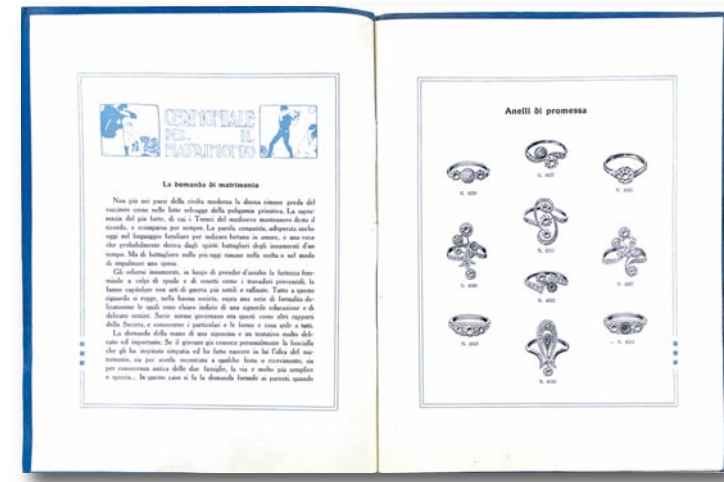 CERIMONIALE
PER IL
MATRIMONIO
La domanda di matrimonio
Non più nei paesi della civiltà moderna la donna rimane preda del
vincitore come nelle lotte selvagge della poligamia primitiva. La supre-
mazia del più forte, di cui i Tornei del medioevo mantennero desto il
ricordo, è scomparsa per sempre. La parola conquista, adoperata anche
oggi nel linguaggio familiare per indicare fortuna in amore, è una voce
che probabilmente deriva dagli spiriti battaglieri degli innamorati d'un
tempo. Ma di battagliero nulla più oggi rimane nella scelta e nel modo
di impalmare una sposa.
Gli odierni innamorati, in luogo di prender d'assalto la fortezza fem-
minile a colpi di spada e di sonetti come i trovadori provenzali, la
fanno capitolare con arti di guerra più sottili e raffinate. Tutto a questo
riguardo si regge, nella buona società, sopra una serie di formalità de-
licatissime le quali sono chiaro indizio di una signorile educazione e di
delicato sentire. Savie norme governano ora questi come altri rapporti
della Società, e conoscerne i particolari e le forme è cosa utile a tutti.
La domanda della mano di una signorina è un tentativo molto deli-
cato ed importante. Se il giovane già conosce personalmente la fanciulla
che gli ha ispirato simpatia ed ha fatto nascere in lui l'idea del ma-
trimonio, sia per averla incontrata a qualche festa o ricevimento, sia
per conoscenza antica delle due famiglie, la via è molto più semplice
e spiccia... In questo caso si fa la domanda formale ai parenti, quando
Anelli di promessa